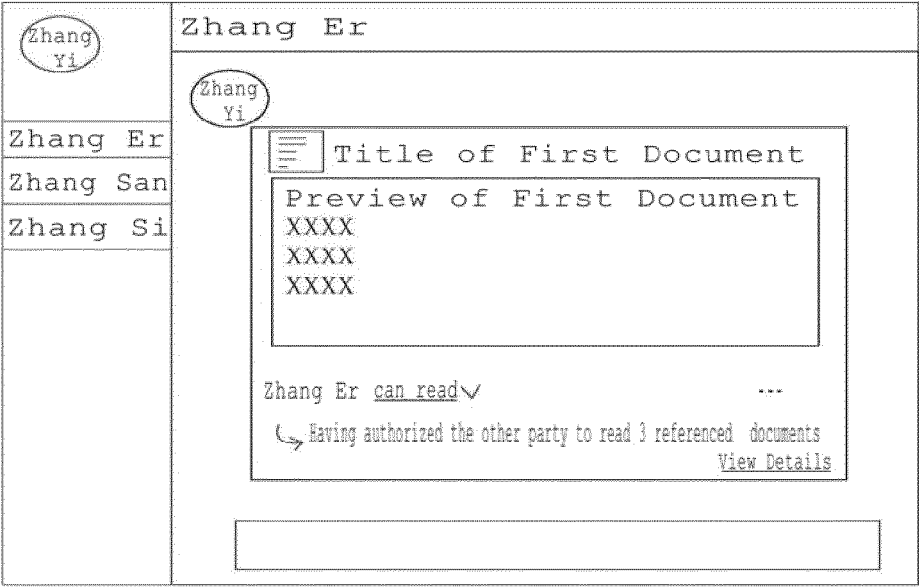 Zhang
Yi
Zhang Er
Zhang San
Zhang Si
Zhang Er
Zhang
Yi
Title of First Document
Preview of First Document
XXXX
XXXX
XXXX
Zhang Er can read ---
Having authorized the other party to read 3 referenced documents
View Details